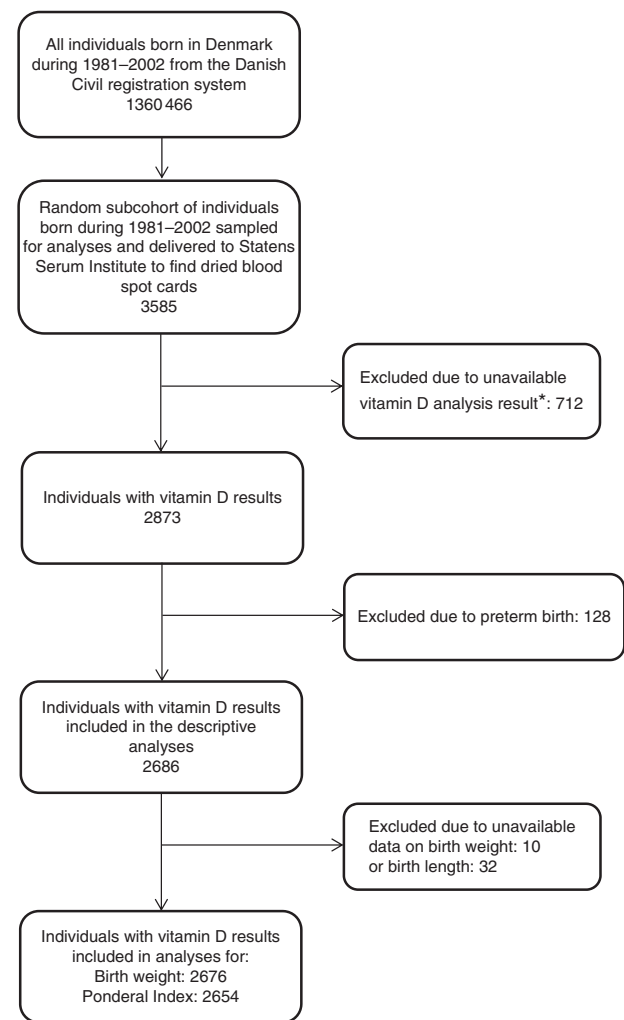 All individuals born in Denmark
during 1981–2002 from the Danish
Civil registration system
1360 466
Random subcohort of individuals
born during 1981–2002 sampled
for analyses and delivered to Statens
Serum Institute to find dried blood
spot cards
3585
Excluded due to unavailable
vitamin D analysis result*: 712
Individuals with vitamin D results
2873
Excluded due to preterm birth: 128
Individuals with vitamin D results
included in the descriptive
analyses
2686
Excluded due to unavailable
data on birth weight: 10
or birth length: 32
Individuals with vitamin D results
included in analyses for:
Birth weight: 2676
Ponderal Index: 2654